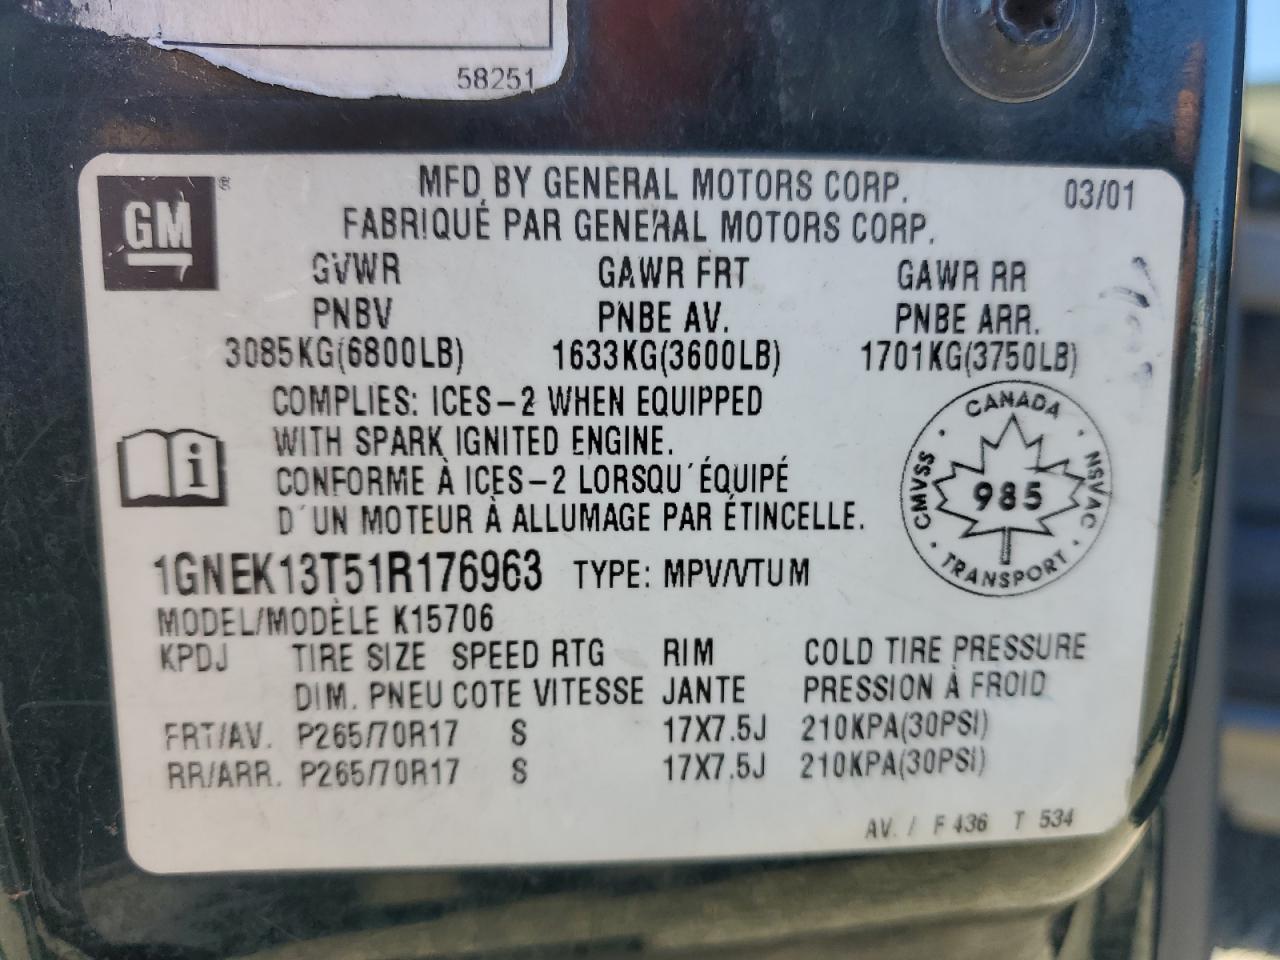 58251
GM ®
MFD BY GENERAL MOTORS CORP. 03/01
FABRIQUÉ PAR GENERAL MOTORS CORP.
GVWR GAWR FRT GAWR RR
PNBV PNBE AV. PNBE ARR.
3085KG(6800LB) 1633KG(3600LB) 1701KG(3750LB)
COMPLIES: ICES-2 WHEN EQUIPPED
WITH SPARK IGNITED ENGINE.
CONFORME À ICES-2 LORSQU'ÉQUIPÉ
D'UN MOTEUR À ALLUMAGE PAR ÉTINCELLE.
CANADA
CMVSS 985 NSVAC
TRANSPORT
1GNEK13T51R176963 TYPE: MPV/VTUM
MODEL/MODÈLE K15706
KPDJ TIRE SIZE SPEED RTG RIM COLD TIRE PRESSURE
DIM. PNEU COTE VITESSE JANTE PRESSION À FROID
FRT/AV. P265/70R17 S 17X7.5J 210KPA(30PSI)
RR/ARR. P265/70R17 S 17X7.5J 210KPA(30PSI)
AV. / F 436 T 534